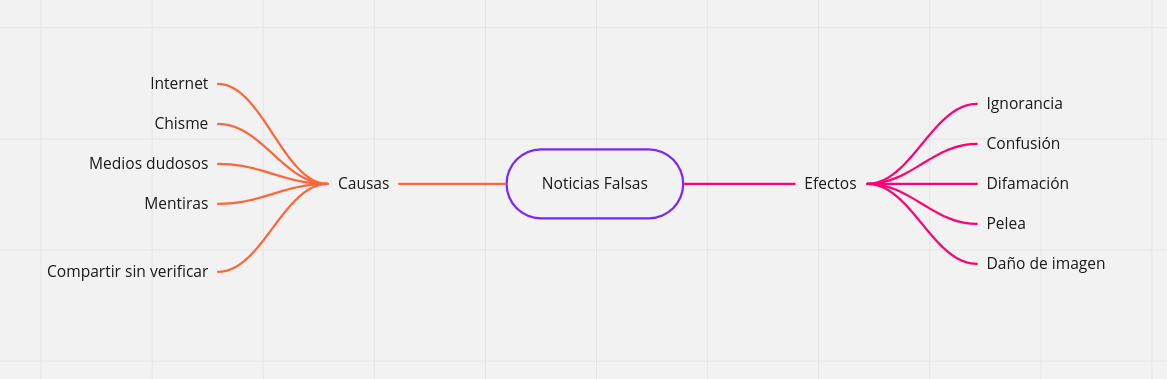 Noticias Falsas
Causas
Internet
Chisme
Medios dudosos
Mentiras
Compartir sin verificar
Efectos
Ignorancia
Confusión
Difamación
Pelea
Daño de imagen